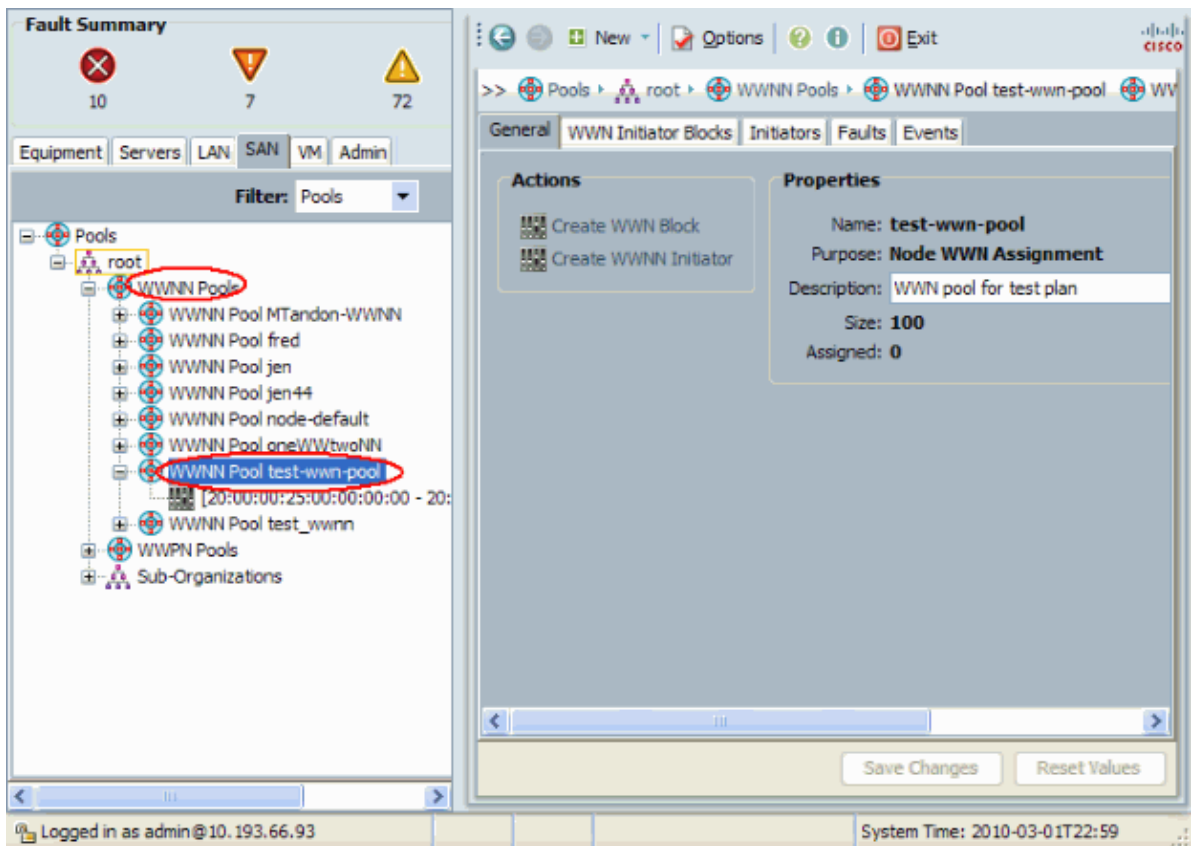 Fault Summary
10 7 72
Equipment Servers LAN SAN VM Admin
Filter: Pools
Pools
root
WWNN Pools
WWNN Pool MTandon-WWNN
WWNN Pool fred
WWNN Pool jen
WWNN Pool jen44
WWNN Pool node-default
WWNN Pool oneWWtwoNN
WWNN Pool test-wwn-pool
[20:00:00:25:00:00:00:00 - 20:
WWNN Pool test_wwnn
WWPN Pools
Sub-Organizations
New Options Exit
CISCO
>> Pools root WWNN Pools WWNN Pool test-wwn-pool WW
General WWN Initiator Blocks Initiators Faults Events
Actions
Create WWN Block
Create WWNN Initiator
Properties
Name: test-wwn-pool
Purpose: Node WWN Assignment
Description: WWN pool for test plan
Size: 100
Assigned: 0
Save Changes Reset Values
Logged in as admin@10.193.66.93
System Time: 2010-03-01T22:59